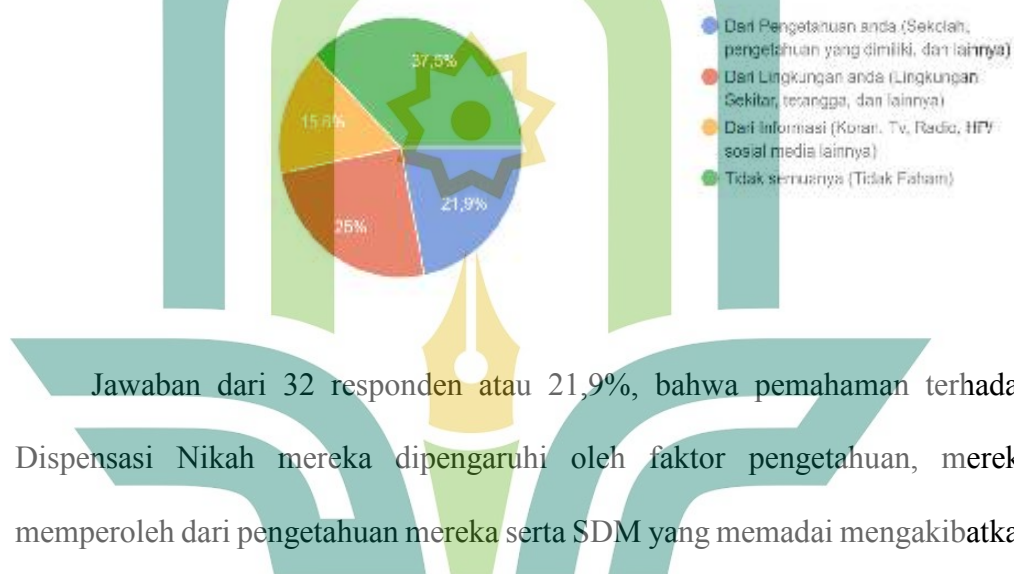 37,5%
15.6%
25%
21,9%
Dari Pengetahuan anda (Sekolah,
pengetahuan yang dimiliki, dan lainnya)
Dari Lingkungan anda (Lingkungan
Sekitar, tetangga, dan lainnya)
Dari Informasi (Koran, Tv, Radio, HP/
sosial media lainnya)
Tidak semuanya (Tidak Faham)
Jawaban dari 32 responden atau 21,9%, bahwa pemahaman terhada
Dispensasi Nikah mereka dipengaruhi oleh faktor pengetahuan, merek
memperoleh dari pengetahuan mereka serta SDM yang memadai mengakibatka